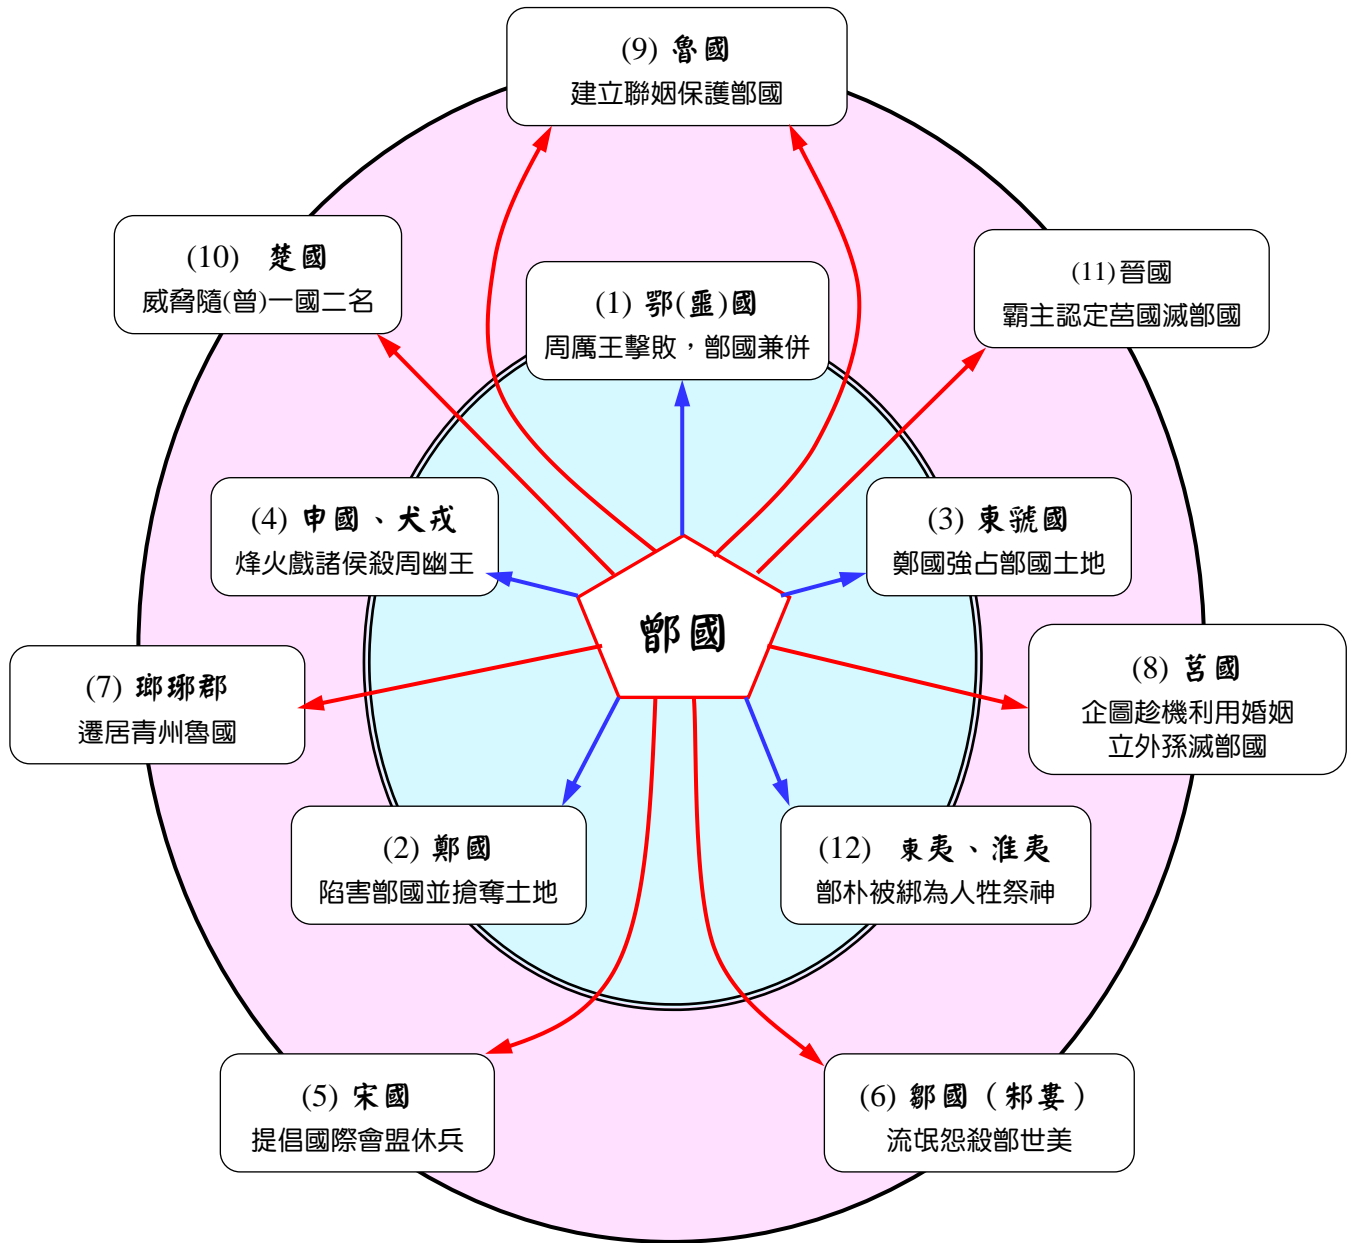 (9) 魯國
建立聯姻保護鄫國
(10) 楚國
威脅隨(曾)一國二名
(11)晉國
霸主認定莒國滅鄫國
(1) 鄂(噩)國
周厲王擊敗，鄫國兼併
(4) 申國、犬戎
烽火戲諸侯殺周幽王
(3) 東虢國
鄭國強占鄫國土地
鄫國
(7) 瑯琊郡
遷居青州魯國
(8) 莒國
企圖趁機利用婚姻
立外孫滅鄫國
(2) 鄭國
陷害鄫國並搶奪土地
(12) 東夷、淮夷
鄫朴被綁為人牲祭神
(5) 宋國
提倡國際會盟休兵
(6) 鄒國（邾婁）
流氓怨殺鄫世美